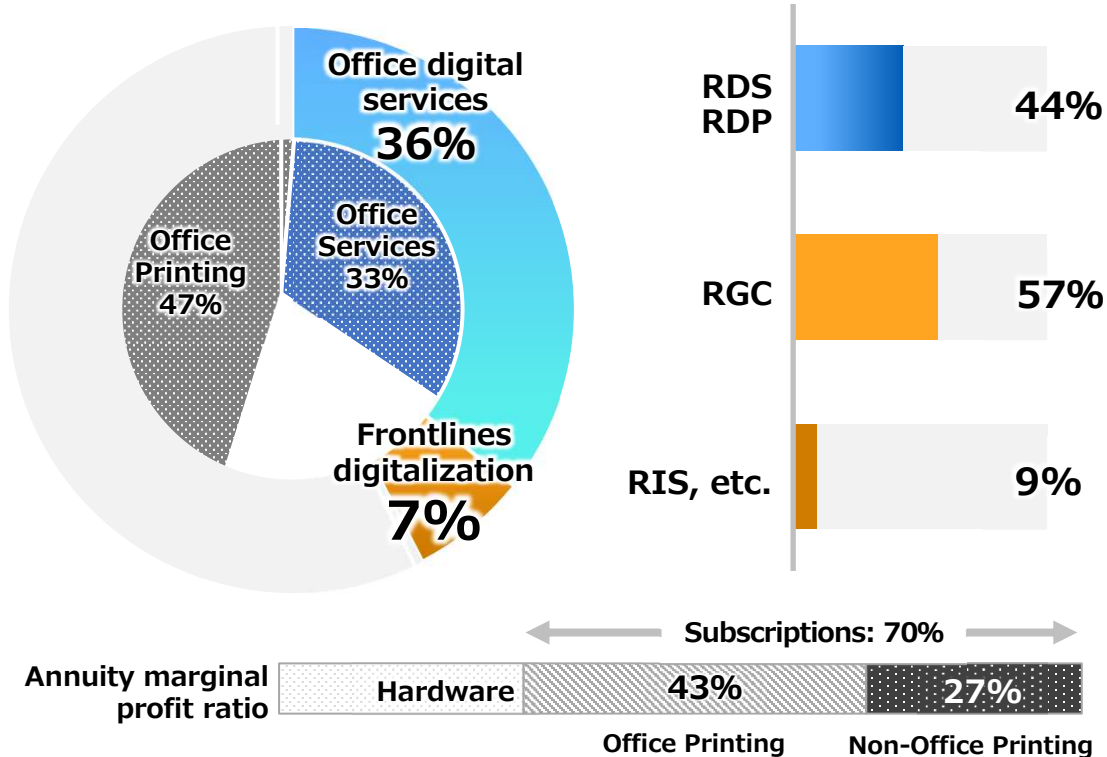 Office digital
services
36%
Office
Services
33%
Office
Printing
47%
Frontlines
digitalization
7%
RDS
RDP
44%
RGC
57%
RIS, etc.
9%
Subscriptions: 70%
Annuity marginal
profit ratio
Hardware
43%
27%
Office Printing
Non-Office Printing